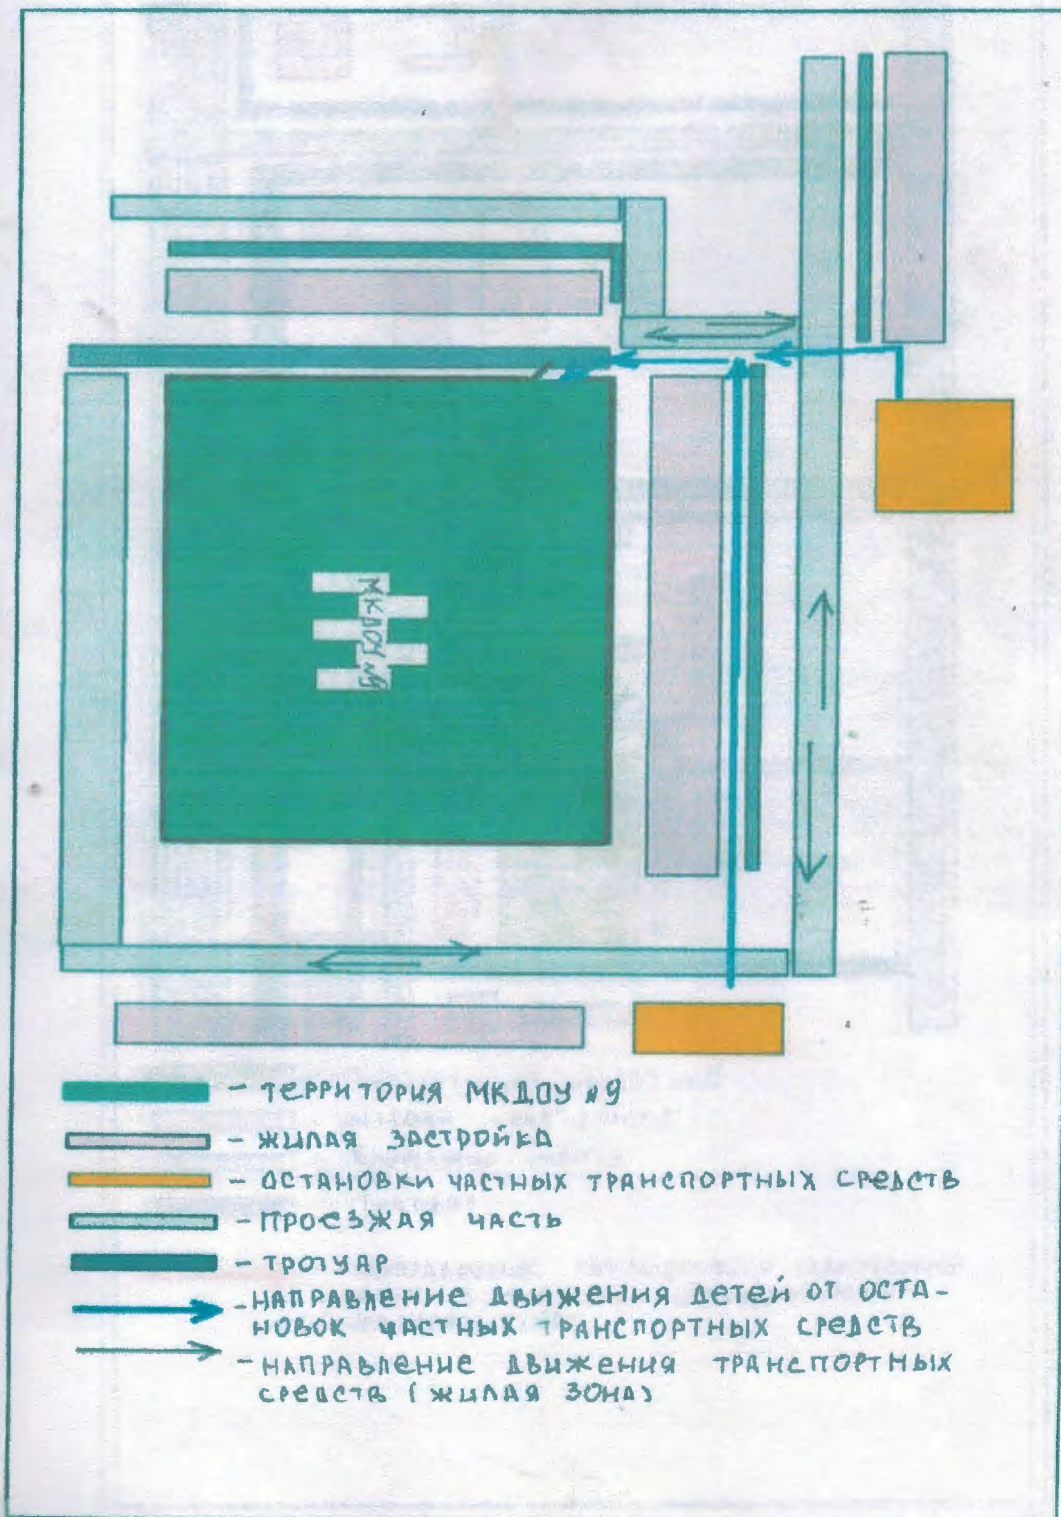 МКДОУ №9
- ТЕРРИТОРИЯ МКДОУ №9
- ЖИЛАЯ ЗАСТРОЙКА
- ОСТАНОВКИ ЧАСТНЫХ ТРАНСПОРТНЫХ СРЕДСТВ
- ПРОЕЗЖАЯ ЧАСТЬ
- ТРОТУАР
- НАПРАВЛЕНИЕ ДВИЖЕНИЯ ДЕТЕЙ ОТ ОСТА-
НОВОК ЧАСТНЫХ ТРАНСПОРТНЫХ СРЕДСТВ
- НАПРАВЛЕНИЕ ДВИЖЕНИЯ ТРАНСПОРТНЫХ
СРЕДСТВ (ЖИЛАЯ ЗОНА)